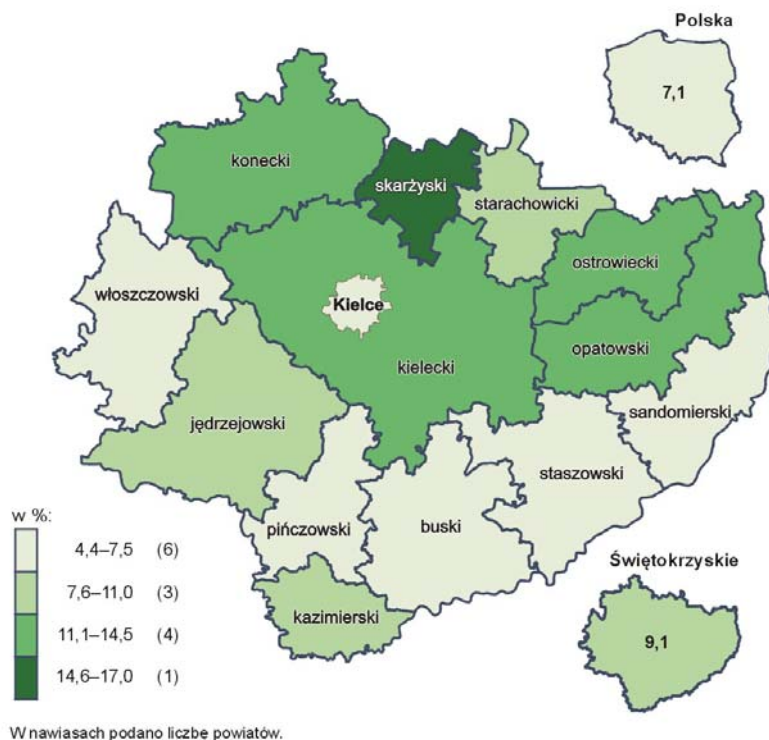 Polska
7,1
konecki
skarżyski
starachowicki
ostrowiecki
włoszczowski
Kielce
opatowski
kielecki
sandomierski
jędrzejowski
staszowski
w %:
pińczowski
buski
4,4–7,5 (6)
Świętokrzyskie
7,6–11,0 (3)
kazimierski
11,1–14,5 (4)
9,1
14,6–17,0 (1)
W nawiasach podano liczbę powiatów.